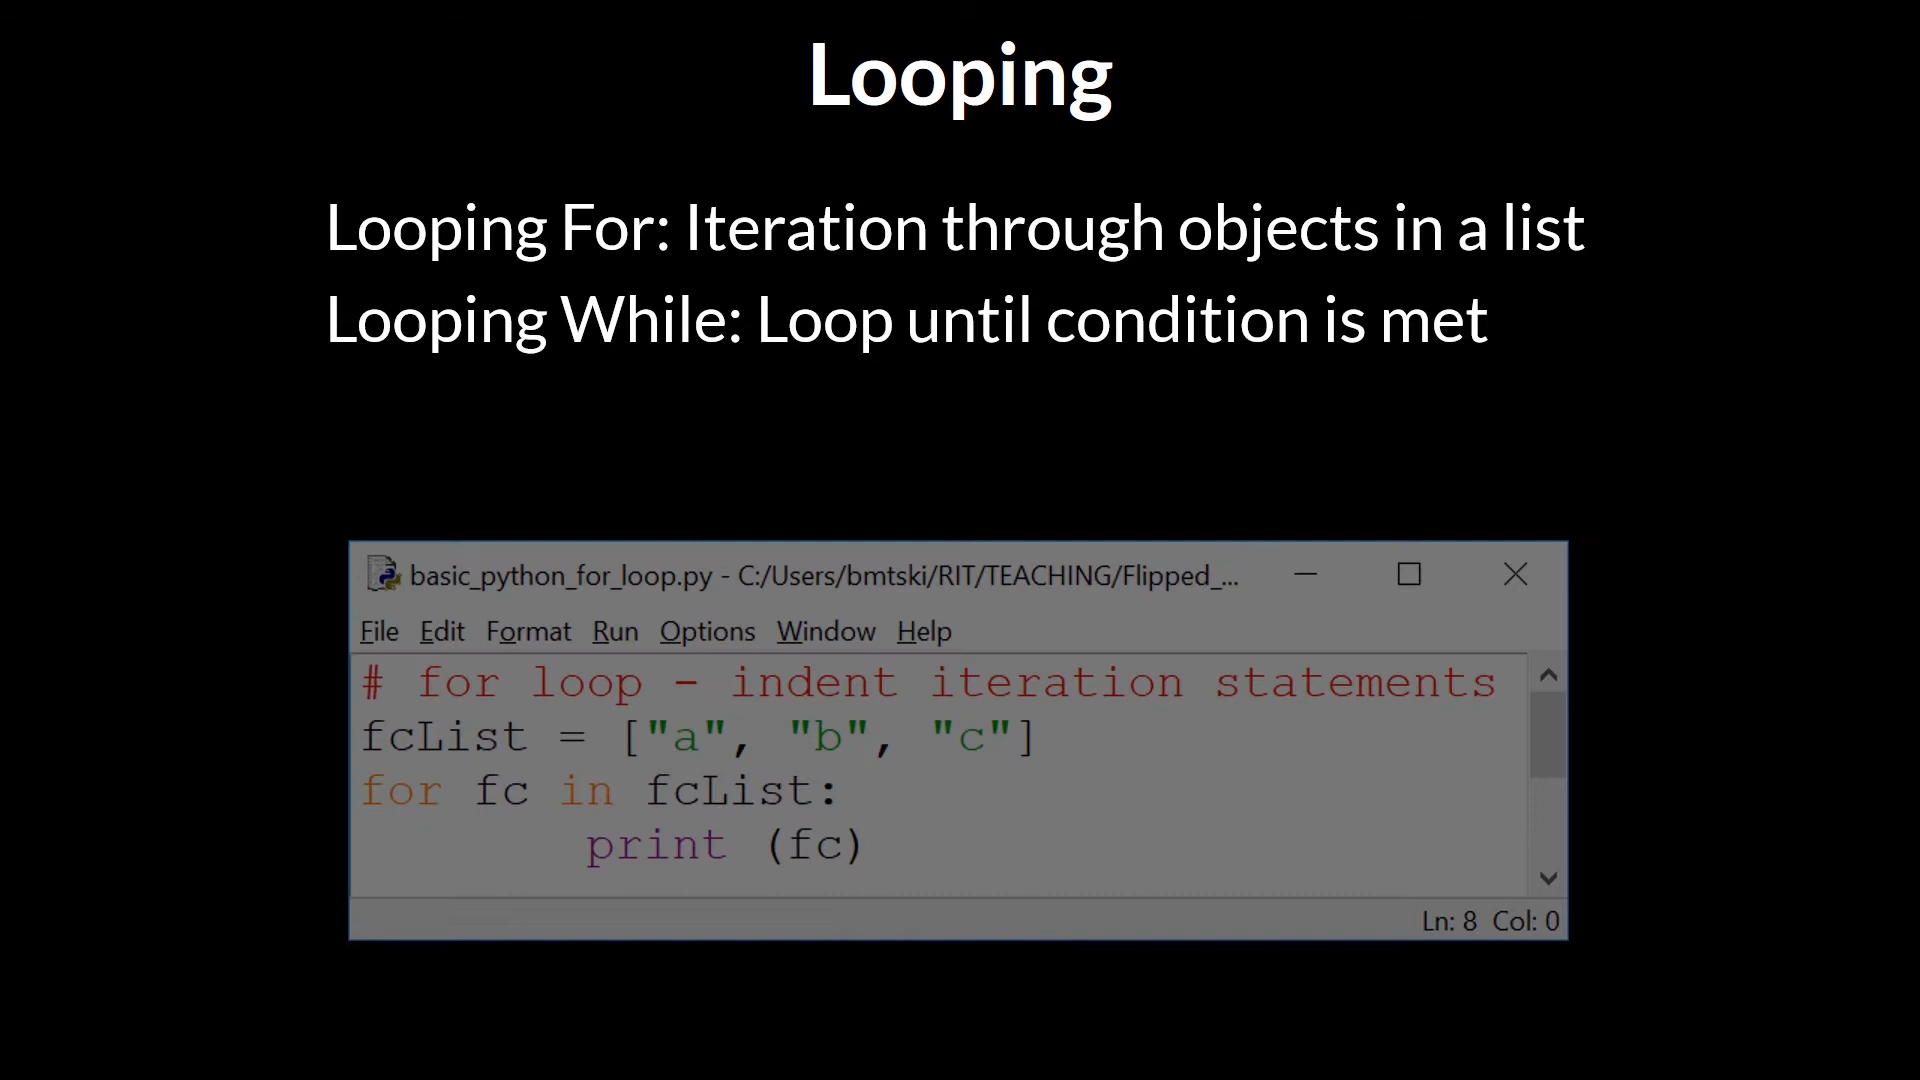 Looping
Looping For: Iteration through objects in a list
Looping While: Loop until condition is met
basic_python_for_loop.py - C:/Users/bmtski/RIT/TEACHING/Flipped_...
File Edit Format Run Options Window Help
# for loop - indent iteration statements
fcList = ["a", "b", "c"]
for fc in fcList:
        print (fc)
Ln: 8 Col: 0